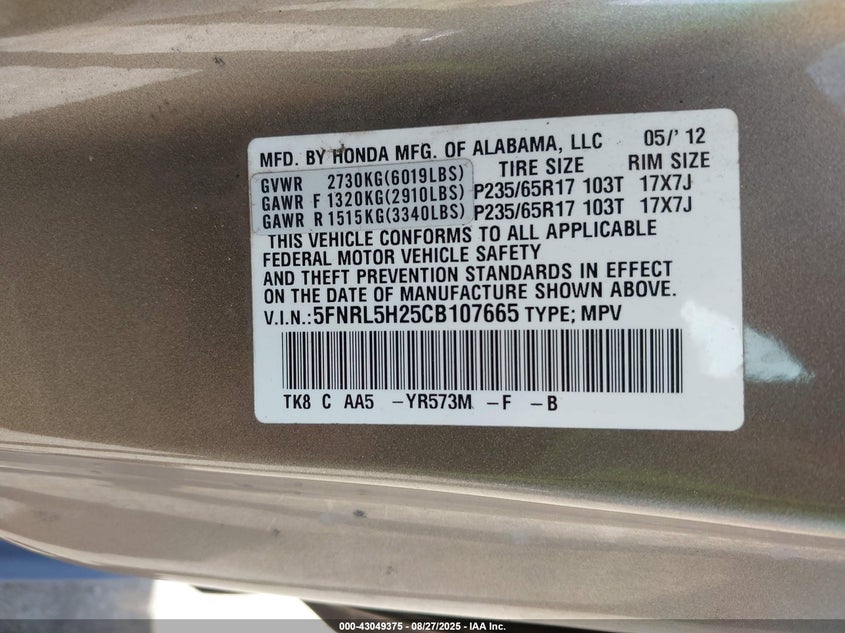 MFD. BY HONDA MFG. OF ALABAMA, LLC 05/' 12
TIRE SIZE RIM SIZE
GVWR 2730KG(6019LBS)
GAWR F 1320KG(2910LBS) P235/65R17 103T 17X7J
GAWR R 1515KG(3340LBS) P235/65R17 103T 17X7J
THIS VEHICLE CONFORMS TO ALL APPLICABLE
FEDERAL MOTOR VEHICLE SAFETY
AND THEFT PREVENTION STANDARDS IN EFFECT
ON THE DATE OF MANUFACTURE SHOWN ABOVE.
V.I.N.:5FNRL5H25CB107665 TYPE; MPV
TK8 C AA5 -YR573M -F -B
000-43049375 - 08/27/2025 - IAA Inc.